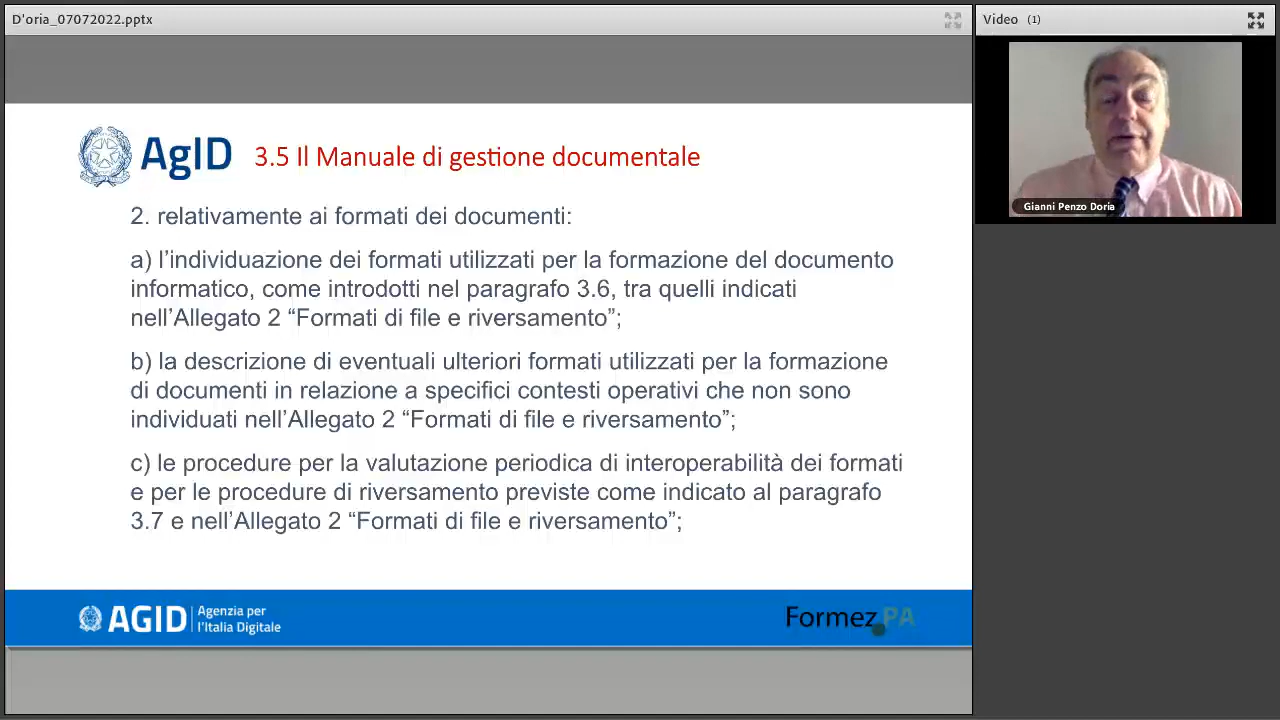 D'oria_07072022.pptx
Video (1)
Gianni Penzo Doria
AgID
3.5 Il Manuale di gestione documentale
2. relativamente ai formati dei documenti:
a) l’individuazione dei formati utilizzati per la formazione del documento
informatico, come introdotti nel paragrafo 3.6, tra quelli indicati
nell’Allegato 2 “Formati di file e riversamento”;
b) la descrizione di eventuali ulteriori formati utilizzati per la formazione
di documenti in relazione a specifici contesti operativi che non sono
individuati nell’Allegato 2 “Formati di file e riversamento”;
c) le procedure per la valutazione periodica di interoperabilità dei formati
e per le procedure di riversamento previste come indicato al paragrafo
3.7 e nell’Allegato 2 “Formati di file e riversamento”;
AGID
Agenzia per
l’Italia Digitale
Formez PA